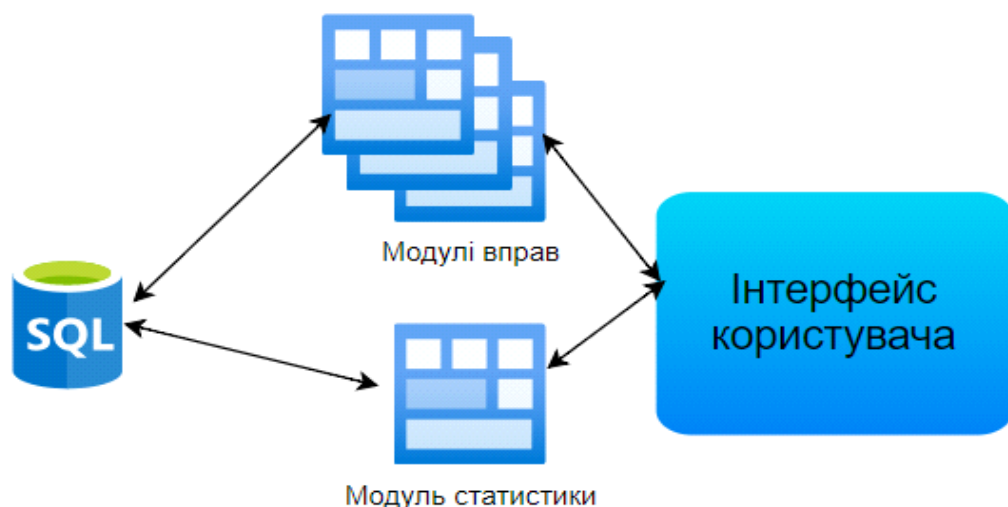 Модулі вправ
SQL
Інтерфейс
користувача
Модуль статистики